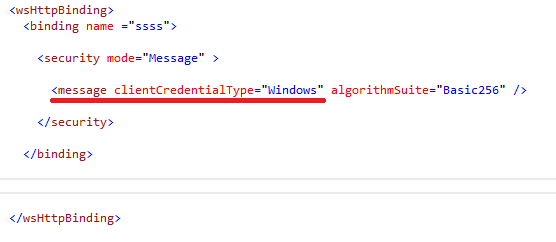 <wsHttpBinding>
<binding name ="ssss">
<security mode="Message" >
<message clientCredentialType="Windows" algorithmSuite="Basic256" />
</security>
</binding>
</wsHttpBinding>